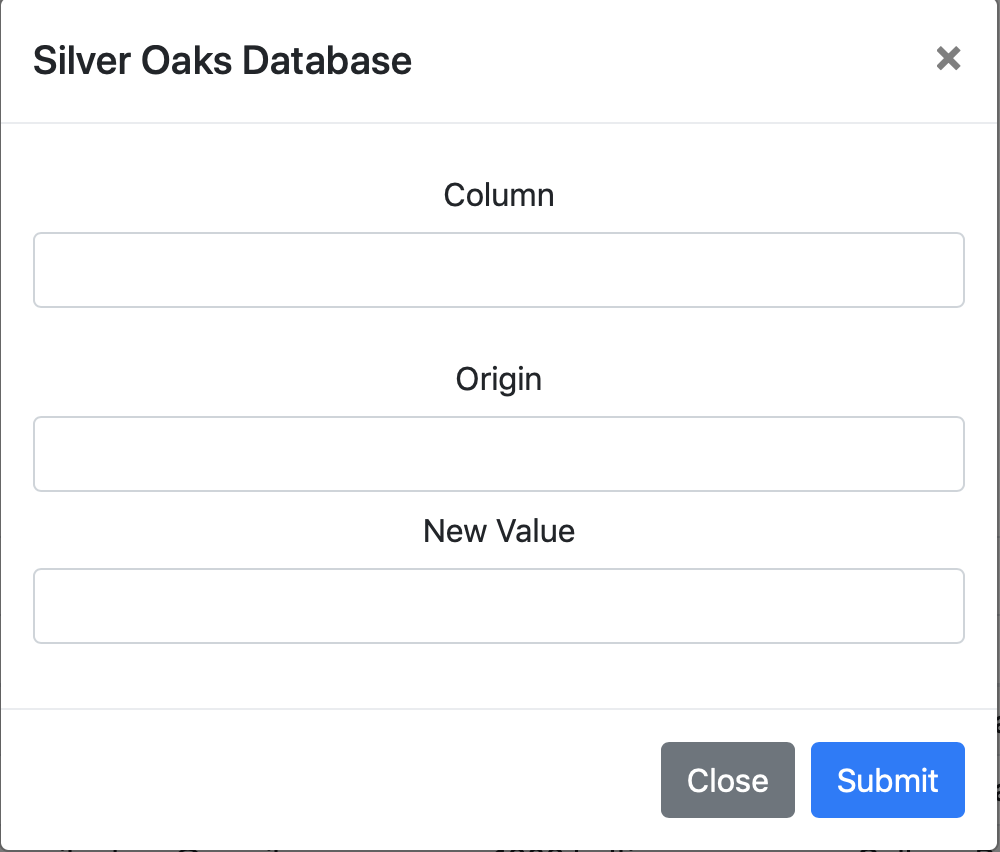 Silver Oaks Database
Column
Origin
New Value
Close Submit